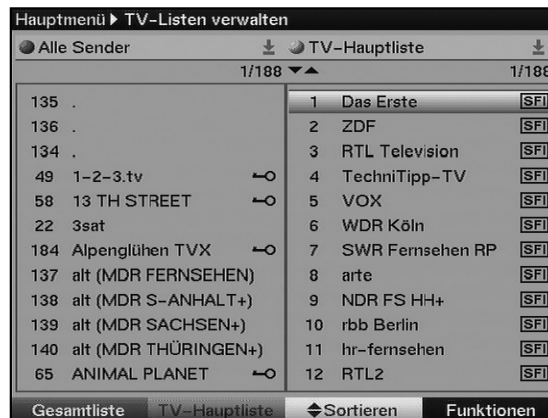 Hauptmenü TV-Listen verwalten
Alle Sender
1/188
135 .
136 .
134 .
49 1-2-3.tv
58 13 TH STREET
22 3sat
184 Alpenglühen TVX
137 alt (MDR FERNSEHEN)
138 alt (MDR S-ANHALT+)
139 alt (MDR SACHSEN+)
140 alt (MDR THÜRINGEN+)
65 ANIMAL PLANET
TV-Hauptliste
1/188
1 Das Erste SFI
2 ZDF SFI
3 RTL Television SFI
4 TechniTipp-TV SFI
5 VOX SFI
6 WDR Köln SFI
7 SWR Fernsehen RP SFI
8 arte SFI
9 NDR FS HH+ SFI
10 rbb Berlin SFI
11 hr-fernsehen SFI
12 RTL2 SFI
Gesamtliste TV-Hauptliste Sortieren Funktionen